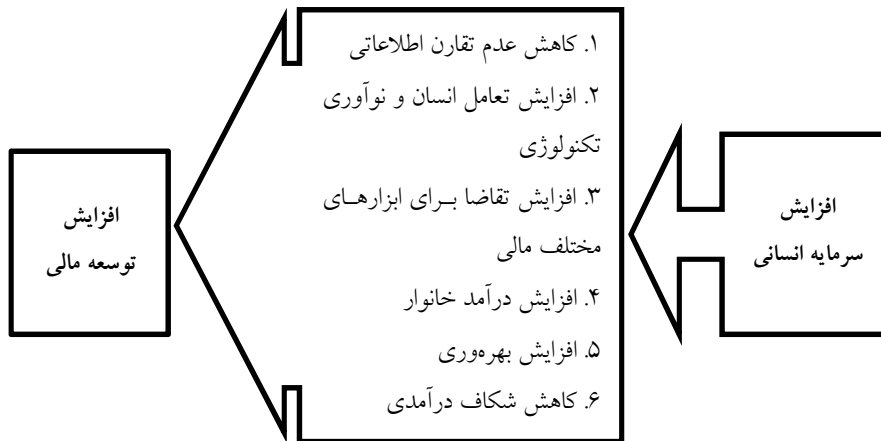 افزایش
سرمایه انسانی
۱. کاهش عدم تقارن اطلاعاتی
۲. افزایش تعامل انسان و نوآوری
تکنولوژی
۳. افزایش تقاضا بـرای ابزارهـای
مختلف مالی
۴. افزایش درآمد خانوار
۵. افزایش بهره‌وری
۶. کاهش شکاف درآمدی
افزایش
توسعه مالی